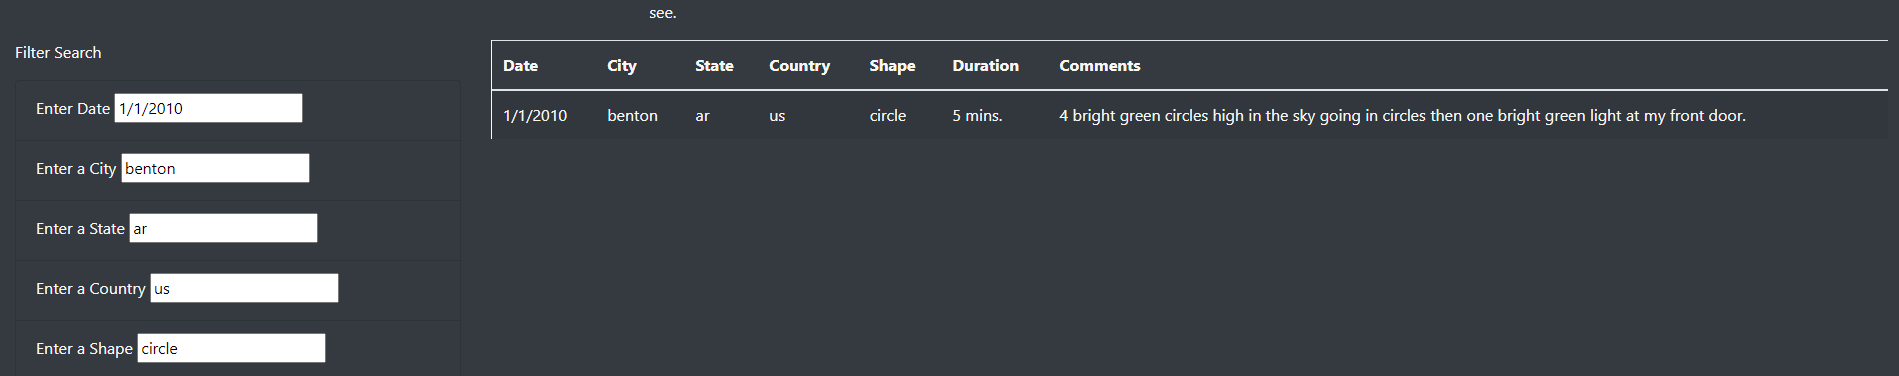 see.
Filter Search
Enter Date 1/1/2010
Enter a City benton
Enter a State ar
Enter a Country us
Enter a Shape circle
Date City State Country Shape Duration Comments
1/1/2010 benton ar us circle 5 mins. 4 bright green circles high in the sky going in circles then one bright green light at my front door.